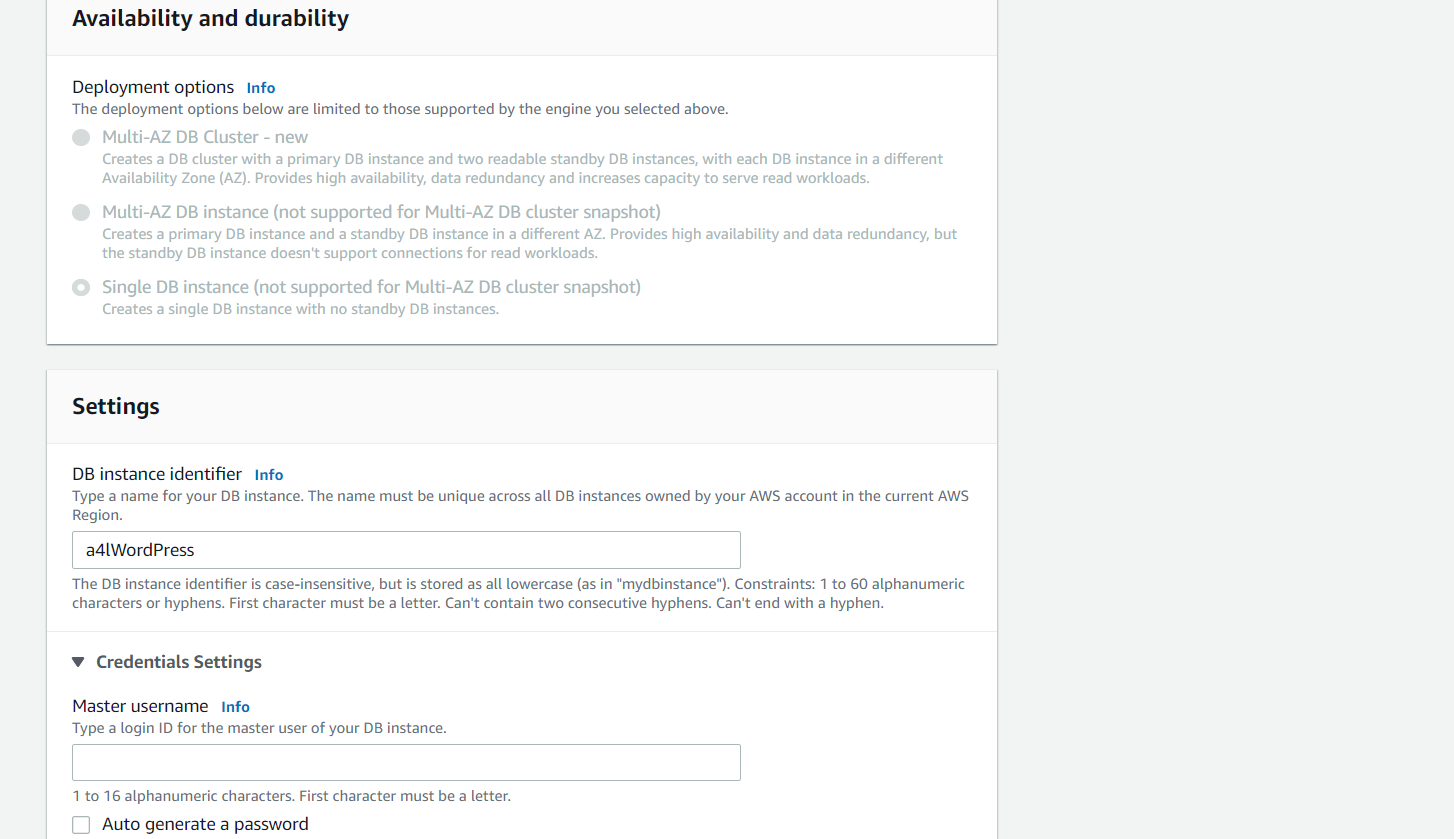 Availability and durability
Deployment options Info
The deployment options below are limited to those supported by the engine you selected above.
Multi-AZ DB Cluster - new
Creates a DB cluster with a primary DB instance and two readable standby DB instances, with each DB instance in a different
Availability Zone (AZ). Provides high availability, data redundancy and increases capacity to serve read workloads.
Multi-AZ DB instance (not supported for Multi-AZ DB cluster snapshot)
Creates a primary DB instance and a standby DB instance in a different AZ. Provides high availability and data redundancy, but
the standby DB instance doesn't support connections for read workloads.
Single DB instance (not supported for Multi-AZ DB cluster snapshot)
Creates a single DB instance with no standby DB instances.
Settings
DB instance identifier Info
Type a name for your DB instance. The name must be unique across all DB instances owned by your AWS account in the current AWS
Region.
a4lWordPress
The DB instance identifier is case-insensitive, but is stored as all lowercase (as in "mydbinstance"). Constraints: 1 to 60 alphanumeric
characters or hyphens. First character must be a letter. Can't contain two consecutive hyphens. Can't end with a hyphen.
Credentials Settings
Master username Info
Type a login ID for the master user of your DB instance.
1 to 16 alphanumeric characters. First character must be a letter.
Auto generate a password